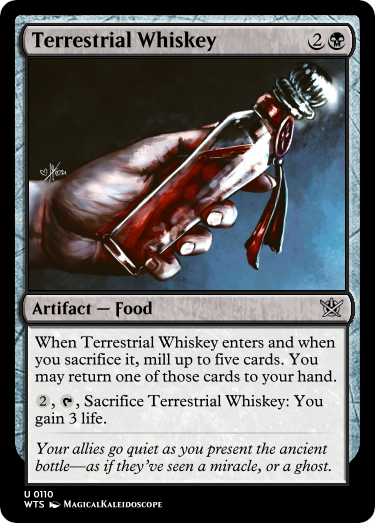 Terrestrial Whiskey 2
Artifact — Food
When Terrestrial Whiskey enters and when
you sacrifice it, mill up to five cards. You
may return one of those cards to your hand.
2, , Sacrifice Terrestrial Whiskey: You
gain 3 life.
Your allies go quiet as you present the ancient
bottle—as if they’ve seen a miracle, or a ghost.
U 0110
WTS MagicalKaleidoscope